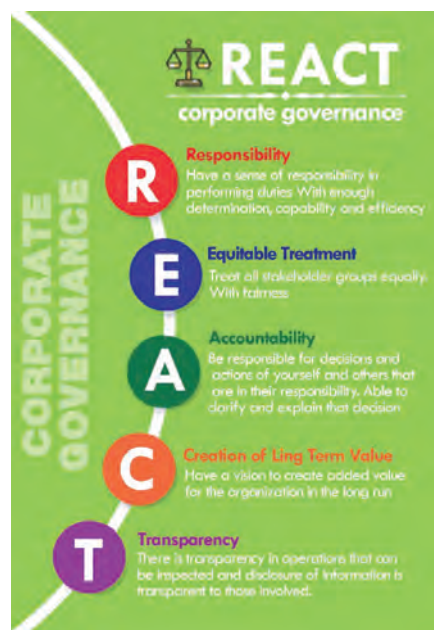 REACT
corporate governance
CORPORATE
GOVERNANCE
R
Responsibility
Have a sense of responsibility in
performing duties With enough
determination, capability and efficiency
E
Equitable Treatment
Treat all stakeholder groups equally.
With fairness
A
Accountability
Be responsible for decisions and
actions of yourself and others that
are in their responsibility. Able to
clarify and explain that decision
C
Creation of Ling Term Value
Have a vision to create added value
for the organization in the long run
T
Transparency
There is transparency in operations that can
be inspected and disclosure of information is
transparent to those involved.